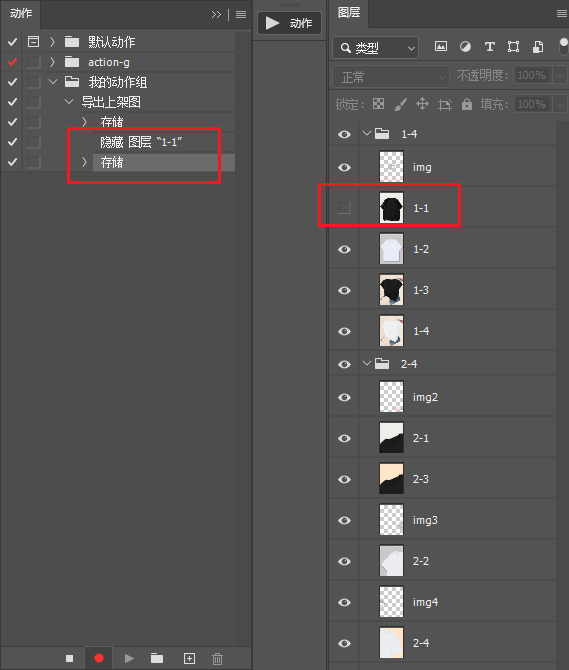 动作
默认动作
action-g
我的动作组
导出上架图
存储
隐藏 图层 “1-1”
存储
动作
图层
类型
正常
不透明度: 100%
锁定:
填充: 100%
1-4
img
1-1
1-2
1-3
1-4
2-4
img2
2-1
2-3
img3
2-2
img4
2-4